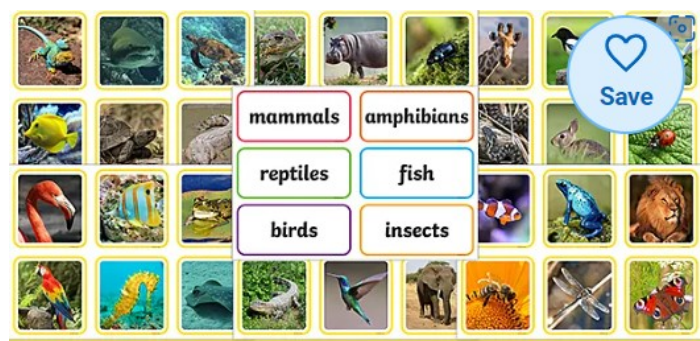 Save
mammals
amphibians
reptiles
fish
birds
insects